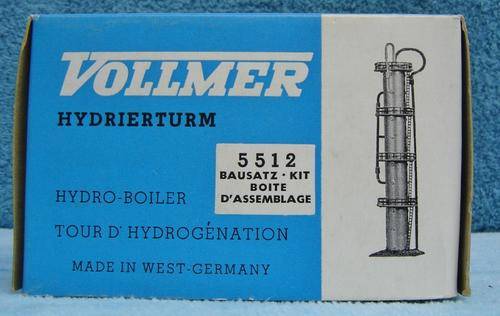 VOLLMER
HYDRIERTURM
5512
BAUSATZ · KIT
BOITE
D'ASSEMBLAGE
HYDRO-BOILER
TOUR D'HYDROGÉNATION
MADE IN WEST-GERMANY